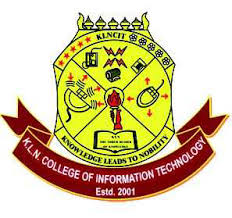 KLNCIT
KNOWLEDGE LEADS TO NOBILITY
K.L.N. COLLEGE OF INFORMATION TECHNOLOGY
Estd. 2001